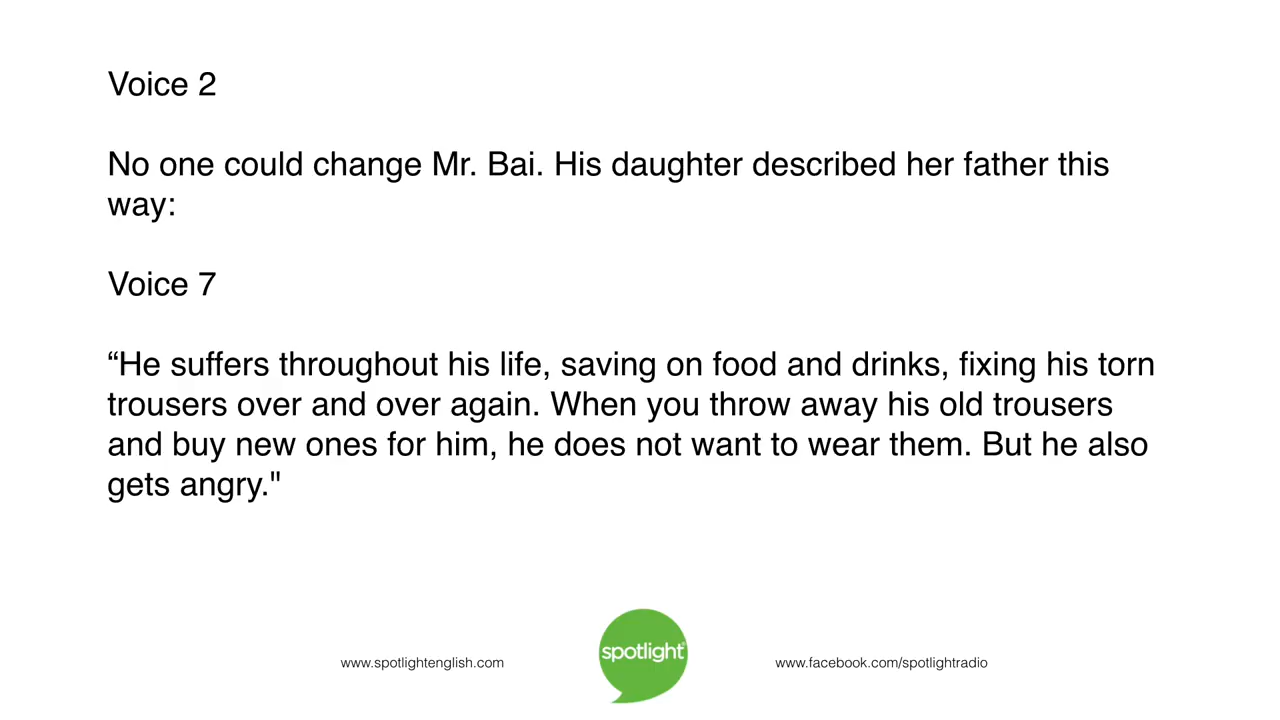 Voice 2
No one could change Mr. Bai. His daughter described her father this
way:
Voice 7
“He suffers throughout his life, saving on food and drinks, fixing his torn
trousers over and over again. When you throw away his old trousers
and buy new ones for him, he does not want to wear them. But he also
gets angry."
www.spotlightenglish.com
spotlight
www.facebook.com/spotlightradio